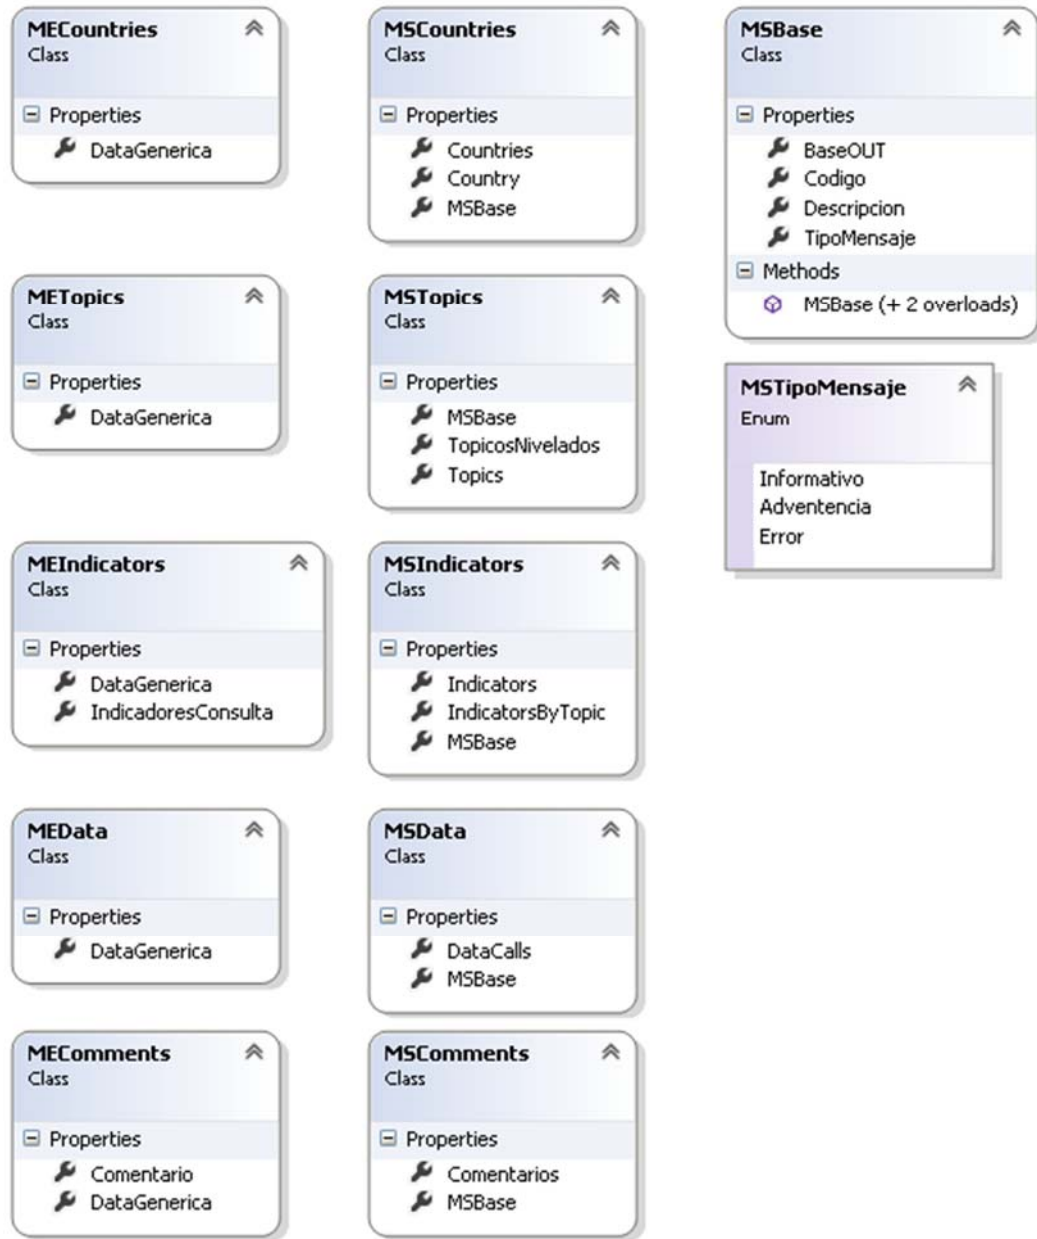 MECountries
Class
Properties
DataGenerica
MSCountries
Class
Properties
Countries
Country
MSBase
MSBase
Class
Properties
BaseOUT
Codigo
Descripcion
TipoMensaje
Methods
MSBase (+ 2 overloads)
METopics
Class
Properties
DataGenerica
MSTopics
Class
Properties
MSBase
TopicosNivelados
Topics
MSTipoMensaje
Enum
Informativo
Adventencia
Error
MEIndicators
Class
Properties
DataGenerica
IndicadoresConsulta
MSIndicators
Class
Properties
Indicators
IndicatorsByTopic
MSBase
MEData
Class
Properties
DataGenerica
MSData
Class
Properties
DataCalls
MSBase
MEComments
Class
Properties
Comentario
DataGenerica
MSComments
Class
Properties
Comentarios
MSBase